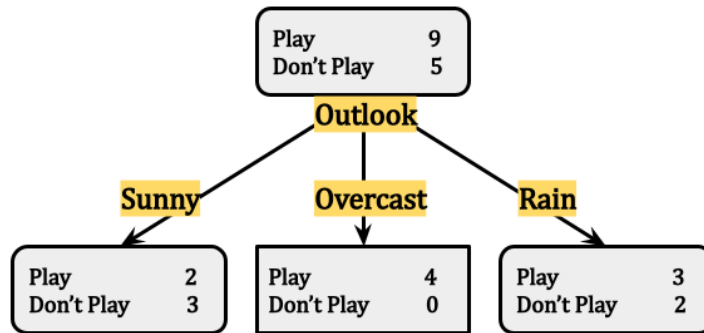 Play 9
Don't Play 5
Outlook
Sunny Overcast Rain
Play 2
Don't Play 3
Play 4
Don't Play 0
Play 3
Don't Play 2